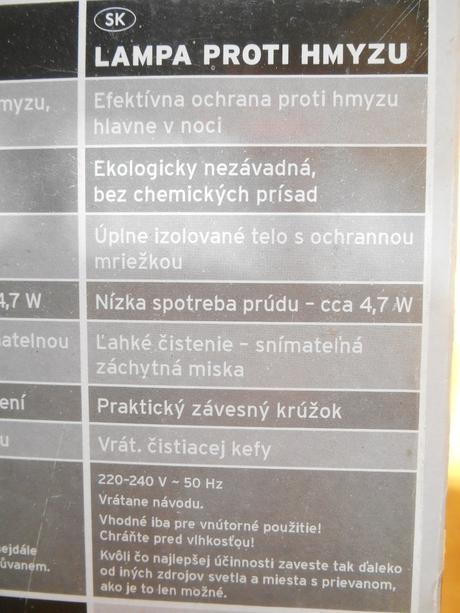 SK
LAMPA PROTI HMYZU
myzu,
Efektívna ochrana proti hmyzu
hlavne v noci
Ekologicky nezávadná,
bez chemických prísad
Úplne izolované telo s ochrannou
mriežkou
4,7 W
Nízka spotreba prúdu – cca 4,7 W
natelnou
Ľahké čistenie – snímateľná
záchytná miska
ení
Praktický závesný krúžok
u
Vrát. čistiacej kefy
220-240 V ~ 50 Hz
Vrátane návodu.
Vhodné iba pre vnútorné použitie!
Chráňte pred vlhkosťou!
Kvôli čo najlepšej účinnosti zaveste tak ďaleko
od iných zdrojov svetla a miesta s prievanom,
ako je to len možné.
ejdále
ůvanem.